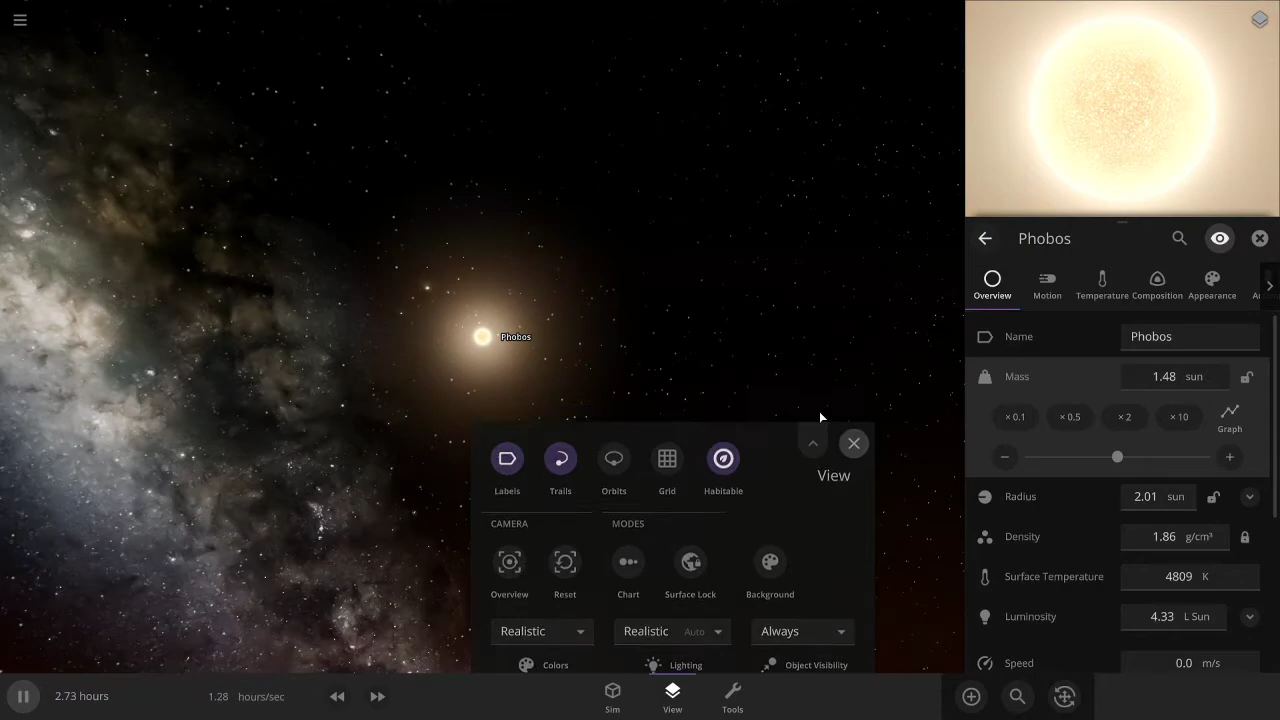 Phobos
Phobos
Overview
Motion
Temperature
Composition
Appearance
Name
Phobos
Mass
1.48 sun
× 0.1
× 0.5
× 2
× 10
Graph
Radius
2.01 sun
Density
1.86 g/cm³
Surface Temperature
4809 K
Luminosity
4.33 L Sun
Speed
0.0 m/s
View
Labels
Trails
Orbits
Grid
Habitable
CAMERA
MODES
Overview
Reset
Chart
Surface Lock
Background
Realistic
Realistic Auto
Always
Colors
Lighting
Object Visibility
2.73 hours
1.28 hours/sec
Sim
View
Tools